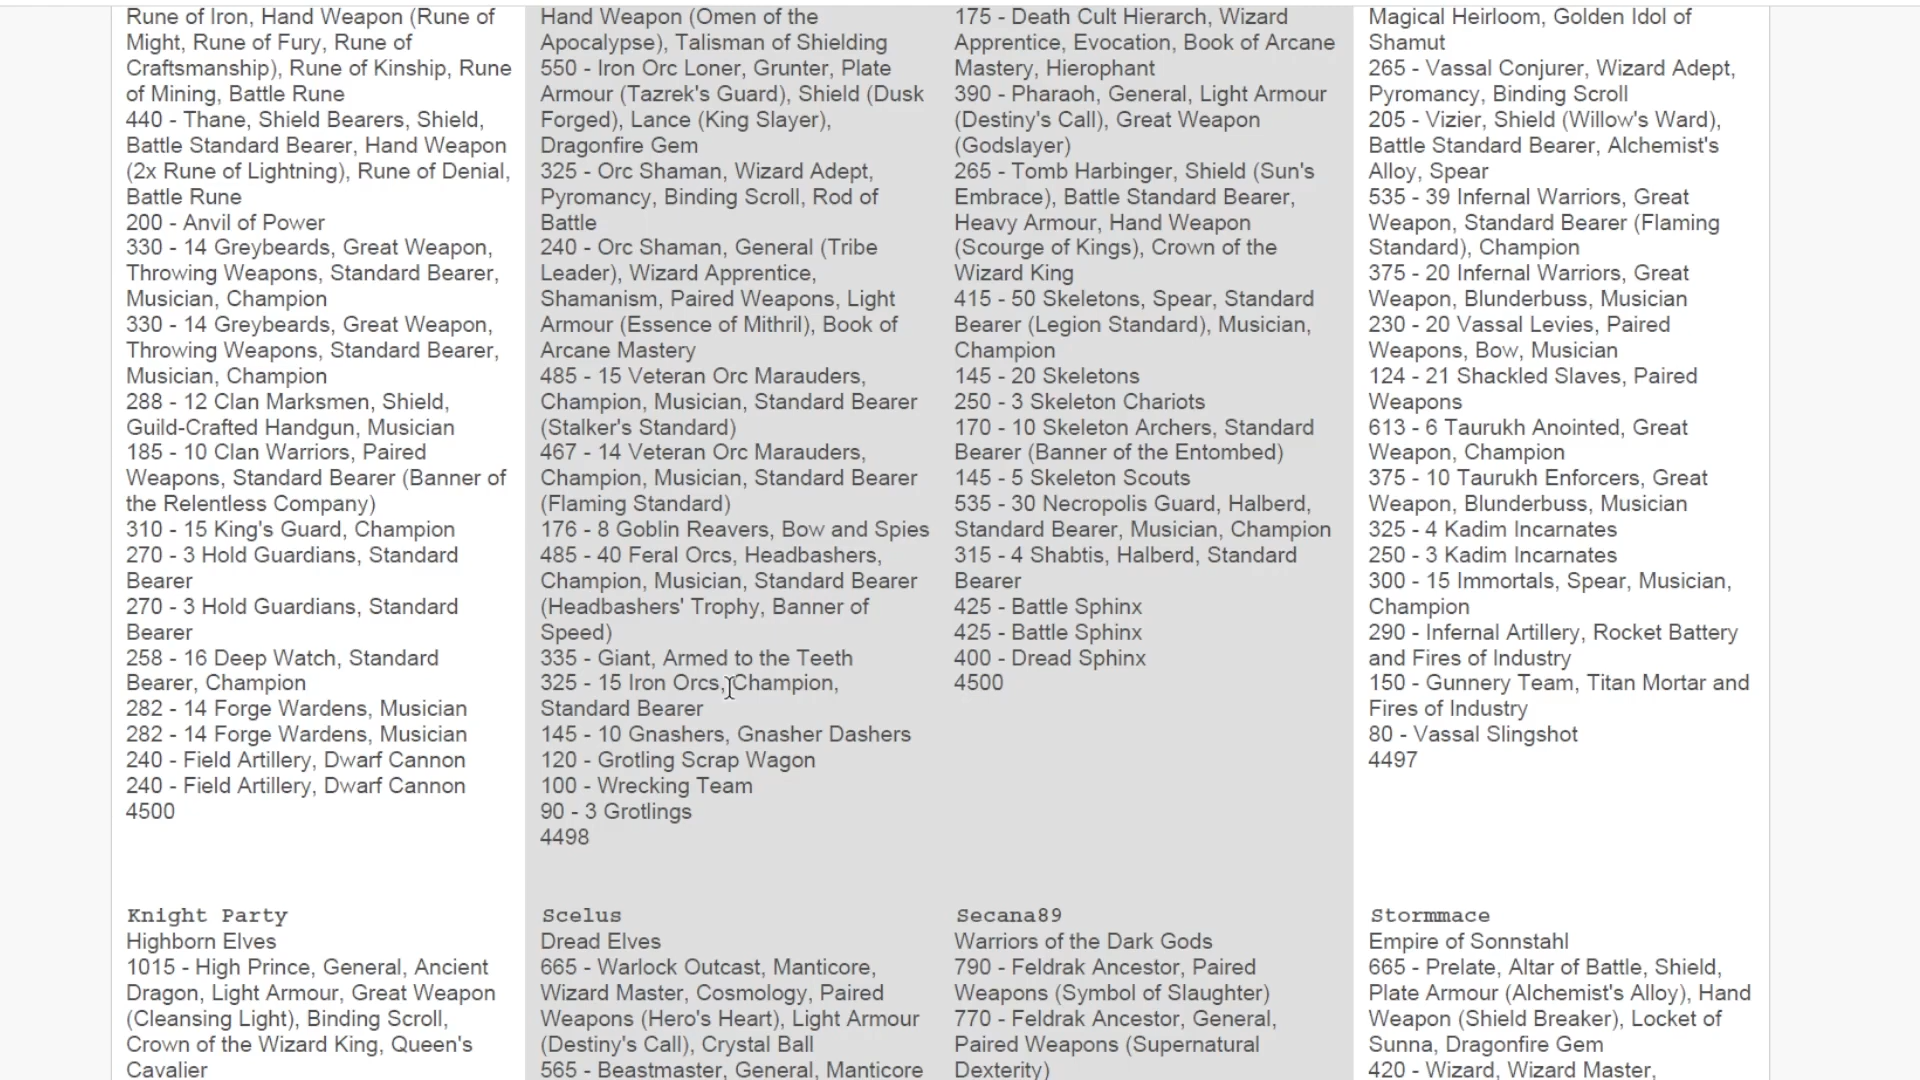 Rune of Iron, Hand Weapon (Rune of
Might, Rune of Fury, Rune of
Craftsmanship), Rune of Kinship, Rune
of Mining, Battle Rune
440 - Thane, Shield Bearers, Shield,
Battle Standard Bearer, Hand Weapon
(2x Rune of Lightning), Rune of Denial,
Battle Rune
200 - Anvil of Power
330 - 14 Greybeards, Great Weapon,
Throwing Weapons, Standard Bearer,
Musician, Champion
330 - 14 Greybeards, Great Weapon,
Throwing Weapons, Standard Bearer,
Musician, Champion
288 - 12 Clan Marksmen, Shield,
Guild-Crafted Handgun, Musician
185 - 10 Clan Warriors, Paired
Weapons, Standard Bearer (Banner of
the Relentless Company)
310 - 15 King's Guard, Champion
270 - 3 Hold Guardians, Standard
Bearer
270 - 3 Hold Guardians, Standard
Bearer
258 - 16 Deep Watch, Standard
Bearer, Champion
282 - 14 Forge Wardens, Musician
282 - 14 Forge Wardens, Musician
240 - Field Artillery, Dwarf Cannon
240 - Field Artillery, Dwarf Cannon
4500
Hand Weapon (Omen of the
Apocalypse), Talisman of Shielding
550 - Iron Orc Loner, Grunter, Plate
Armour (Tazrek's Guard), Shield (Dusk
Forged), Lance (King Slayer),
Dragonfire Gem
325 - Orc Shaman, Wizard Adept,
Pyromancy, Binding Scroll, Rod of
Battle
240 - Orc Shaman, General (Tribe
Leader), Wizard Apprentice,
Shamanism, Paired Weapons, Light
Armour (Essence of Mithril), Book of
Arcane Mastery
485 - 15 Veteran Orc Marauders,
Champion, Musician, Standard Bearer
(Stalker's Standard)
467 - 14 Veteran Orc Marauders,
Champion, Musician, Standard Bearer
(Flaming Standard)
176 - 8 Goblin Reavers, Bow and Spies
485 - 40 Feral Orcs, Headbashers,
Champion, Musician, Standard Bearer
(Headbashers' Trophy, Banner of
Speed)
335 - Giant, Armed to the Teeth
325 - 15 Iron Orcs, Champion,
Standard Bearer
145 - 10 Gnashers, Gnasher Dashers
120 - Grotling Scrap Wagon
100 - Wrecking Team
90 - 3 Grotlings
4498
175 - Death Cult Hierarch, Wizard
Apprentice, Evocation, Book of Arcane
Mastery, Hierophant
390 - Pharaoh, General, Light Armour
(Destiny's Call), Great Weapon
(Godslayer)
265 - Tomb Harbinger, Shield (Sun's
Embrace), Battle Standard Bearer,
Heavy Armour, Hand Weapon
(Scourge of Kings), Crown of the
Wizard King
415 - 50 Skeletons, Spear, Standard
Bearer (Legion Standard), Musician,
Champion
145 - 20 Skeletons
250 - 3 Skeleton Chariots
170 - 10 Skeleton Archers, Standard
Bearer (Banner of the Entombed)
145 - 5 Skeleton Scouts
535 - 30 Necropolis Guard, Halberd,
Standard Bearer, Musician, Champion
315 - 4 Shabtis, Halberd, Standard
Bearer
425 - Battle Sphinx
425 - Battle Sphinx
400 - Dread Sphinx
4500
Magical Heirloom, Golden Idol of
Shamut
265 - Vassal Conjurer, Wizard Adept,
Pyromancy, Binding Scroll
205 - Vizier, Shield (Willow's Ward),
Battle Standard Bearer, Alchemist's
Alloy, Spear
535 - 39 Infernal Warriors, Great
Weapon, Standard Bearer (Flaming
Standard), Champion
375 - 20 Infernal Warriors, Great
Weapon, Blunderbuss, Musician
230 - 20 Vassal Levies, Paired
Weapons, Bow, Musician
124 - 21 Shackled Slaves, Paired
Weapons
613 - 6 Taurukh Anointed, Great
Weapon, Champion
375 - 10 Taurukh Enforcers, Great
Weapon, Blunderbuss, Musician
325 - 4 Kadim Incarnates
250 - 3 Kadim Incarnates
300 - 15 Immortals, Spear, Musician,
Champion
290 - Infernal Artillery, Rocket Battery
and Fires of Industry
150 - Gunnery Team, Titan Mortar and
Fires of Industry
80 - Vassal Slingshot
4497
Knight Party
Highborn Elves
1015 - High Prince, General, Ancient
Dragon, Light Armour, Great Weapon
(Cleansing Light), Binding Scroll,
Crown of the Wizard King, Queen's
Cavalier
Scelus
Dread Elves
665 - Warlock Outcast, Manticore,
Wizard Master, Cosmology, Paired
Weapons (Hero's Heart), Light Armour
(Destiny's Call), Crystal Ball
565 - Beastmaster, General, Manticore
Secana89
Warriors of the Dark Gods
790 - Feldrak Ancestor, Paired
Weapons (Symbol of Slaughter)
770 - Feldrak Ancestor, General,
Paired Weapons (Supernatural
Dexterity)
Stormmace
Empire of Sonnstahl
665 - Prelate, Altar of Battle, Shield,
Plate Armour (Alchemist's Alloy), Hand
Weapon (Shield Breaker), Locket of
Sunna, Dragonfire Gem
420 - Wizard, Wizard Master,